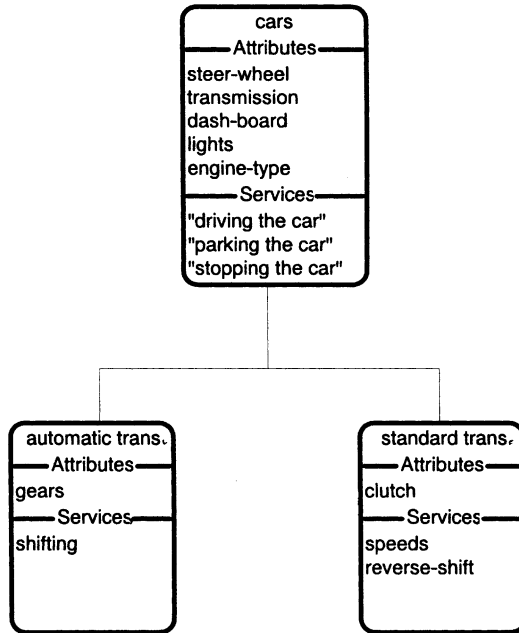 cars
Attributes
steer-wheel
transmission
dash-board
lights
engine-type
Services
"driving the car"
"parking the car"
"stopping the car"
automatic trans
Attributes
gears
Services
shifting
standard trans
Attributes
clutch
Services
speeds
reverse-shift